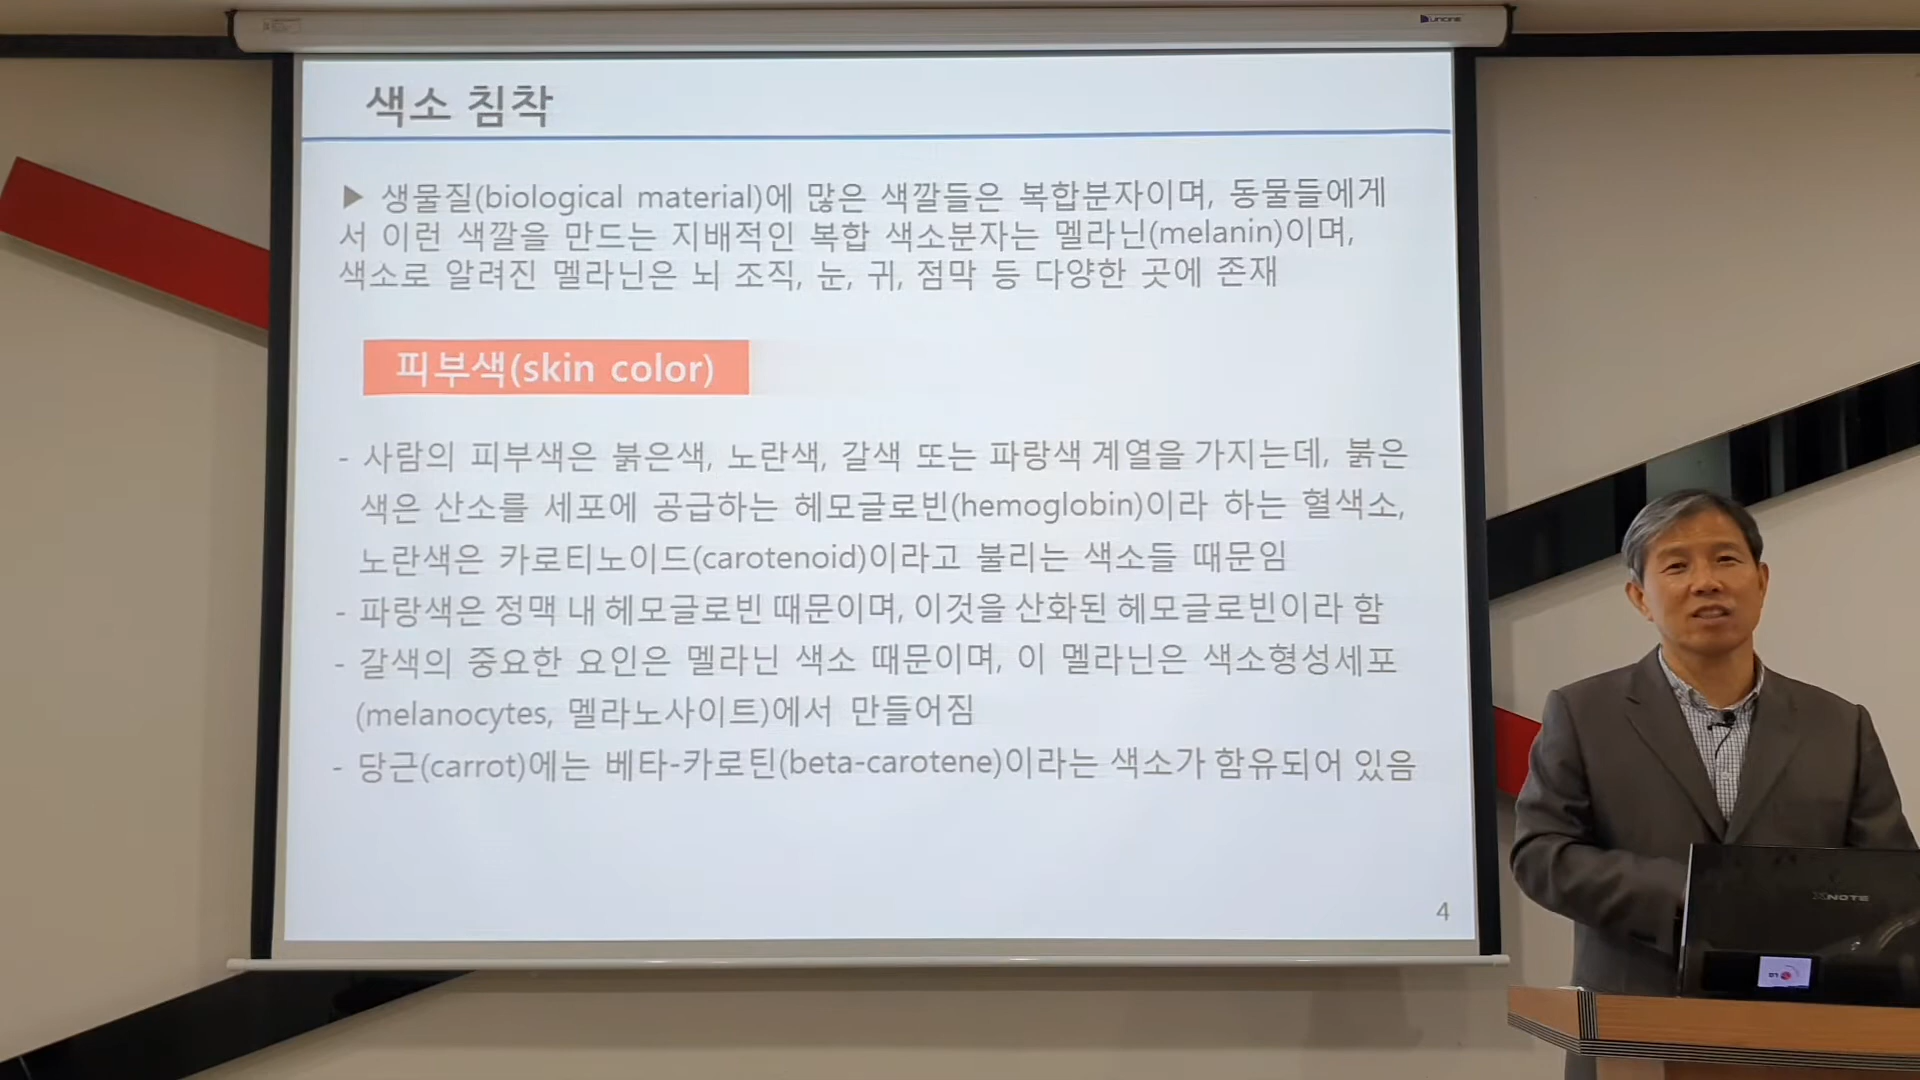 색소 침착
▶ 생물질(biological material)에 많은 색깔들은 복합분자이며, 동물들에게
서 이런 색깔을 만드는 지배적인 복합 색소분자는 멜라닌(melanin)이며,
색소로 알려진 멜라닌은 뇌 조직, 눈, 귀, 점막 등 다양한 곳에 존재
피부색(skin color)
- 사람의 피부색은 붉은색, 노란색, 갈색 또는 파랑색 계열을 가지는데, 붉은
색은 산소를 세포에 공급하는 헤모글로빈(hemoglobin)이라 하는 혈색소,
노란색은 카로티노이드(carotenoid)이라고 불리는 색소들 때문임
- 파랑색은 정맥 내 헤모글로빈 때문이며, 이것을 산화된 헤모글로빈이라 함
- 갈색의 중요한 요인은 멜라닌 색소 때문이며, 이 멜라닌은 색소형성세포
(melanocytes, 멜라노사이트)에서 만들어짐
- 당근(carrot)에는 베타-카로틴(beta-carotene)이라는 색소가 함유되어 있음
4
XNOTE
LG